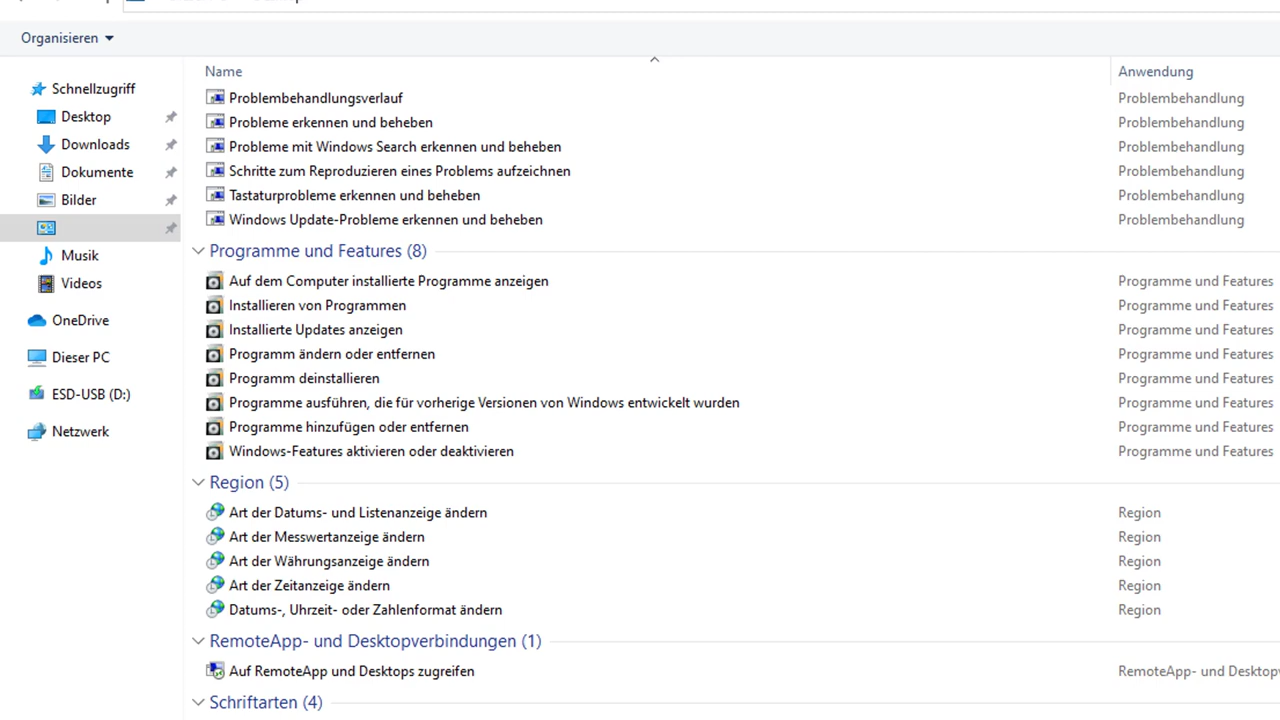 Organisieren
Name
Anwendung
Schnellzugriff
Desktop
Downloads
Dokumente
Bilder
Musik
Videos
OneDrive
Dieser PC
ESD-USB (D:)
Netzwerk
Problembehandlungsverlauf Problembehandlung
Probleme erkennen und beheben Problembehandlung
Probleme mit Windows Search erkennen und beheben Problembehandlung
Schritte zum Reproduzieren eines Problems aufzeichnen Problembehandlung
Tastaturprobleme erkennen und beheben Problembehandlung
Windows Update-Probleme erkennen und beheben Problembehandlung
Programme und Features (8)
Auf dem Computer installierte Programme anzeigen Programme und Features
Installieren von Programmen Programme und Features
Installierte Updates anzeigen Programme und Features
Programm ändern oder entfernen Programme und Features
Programm deinstallieren Programme und Features
Programme ausführen, die für vorherige Versionen von Windows entwickelt wurden Programme und Features
Programme hinzufügen oder entfernen Programme und Features
Windows-Features aktivieren oder deaktivieren Programme und Features
Region (5)
Art der Datums- und Listenanzeige ändern Region
Art der Messwertanzeige ändern Region
Art der Währungsanzeige ändern Region
Art der Zeitanzeige ändern Region
Datums-, Uhrzeit- oder Zahlenformat ändern Region
RemoteApp- und Desktopverbindungen (1)
Auf RemoteApp und Desktops zugreifen RemoteApp- und Desktopv
Schriftarten (4)